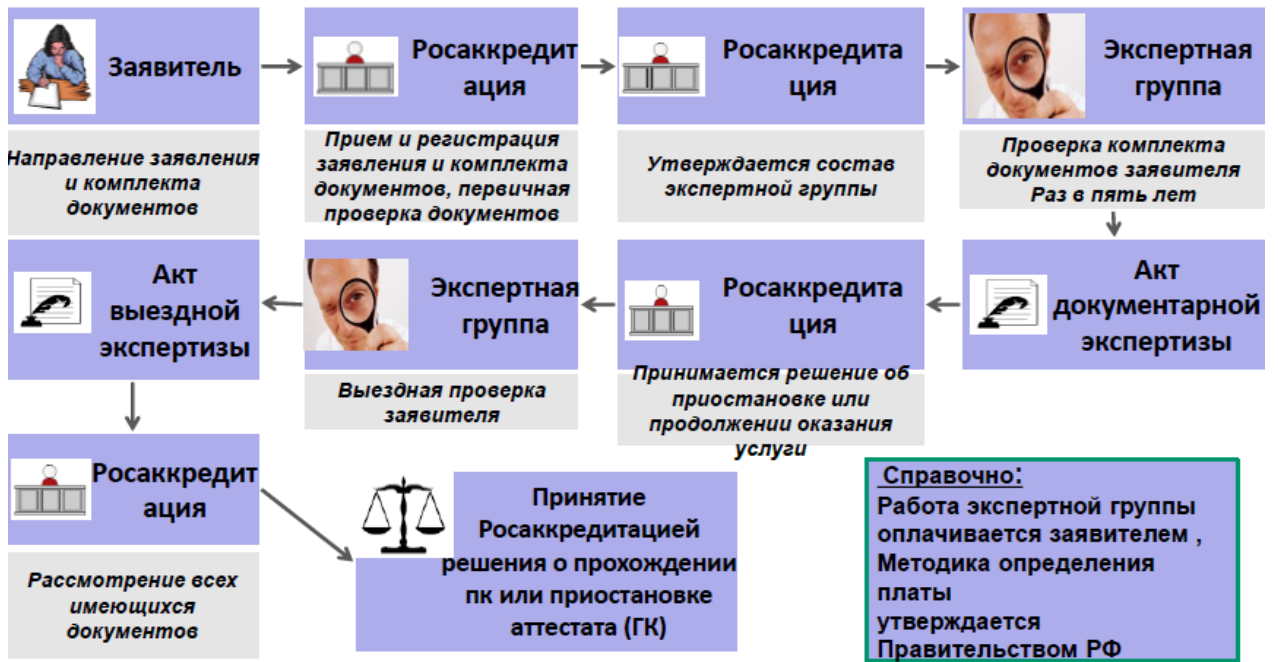 Заявитель
Направление заявления
и комплекта
документов
Росаккредит
ация
Прием и регистрация
заявления и комплекта
документов, первичная
проверка документов
Росаккредита
ция
Утверждается состав
экспертной группы
Экспертная
группа
Проверка комплекта
документов заявителя
Раз в пять лет
Акт
документарной
экспертизы
Росаккредита
ция
Принимается решение об
приостановке или
продолжении оказания
услуги
Экспертная
группа
Выездная проверка
заявителя
Акт
выездной
экспертизы
Росаккредит
ация
Рассмотрение всех
имеющихся
документов
Принятие
Росаккредитацией
решения о прохождении
пк или приостановке
аттестата (ГК)
Справочно:
Работа экспертной группы
оплачивается заявителем ,
Методика определения
платы
утверждается
Правительством РФ